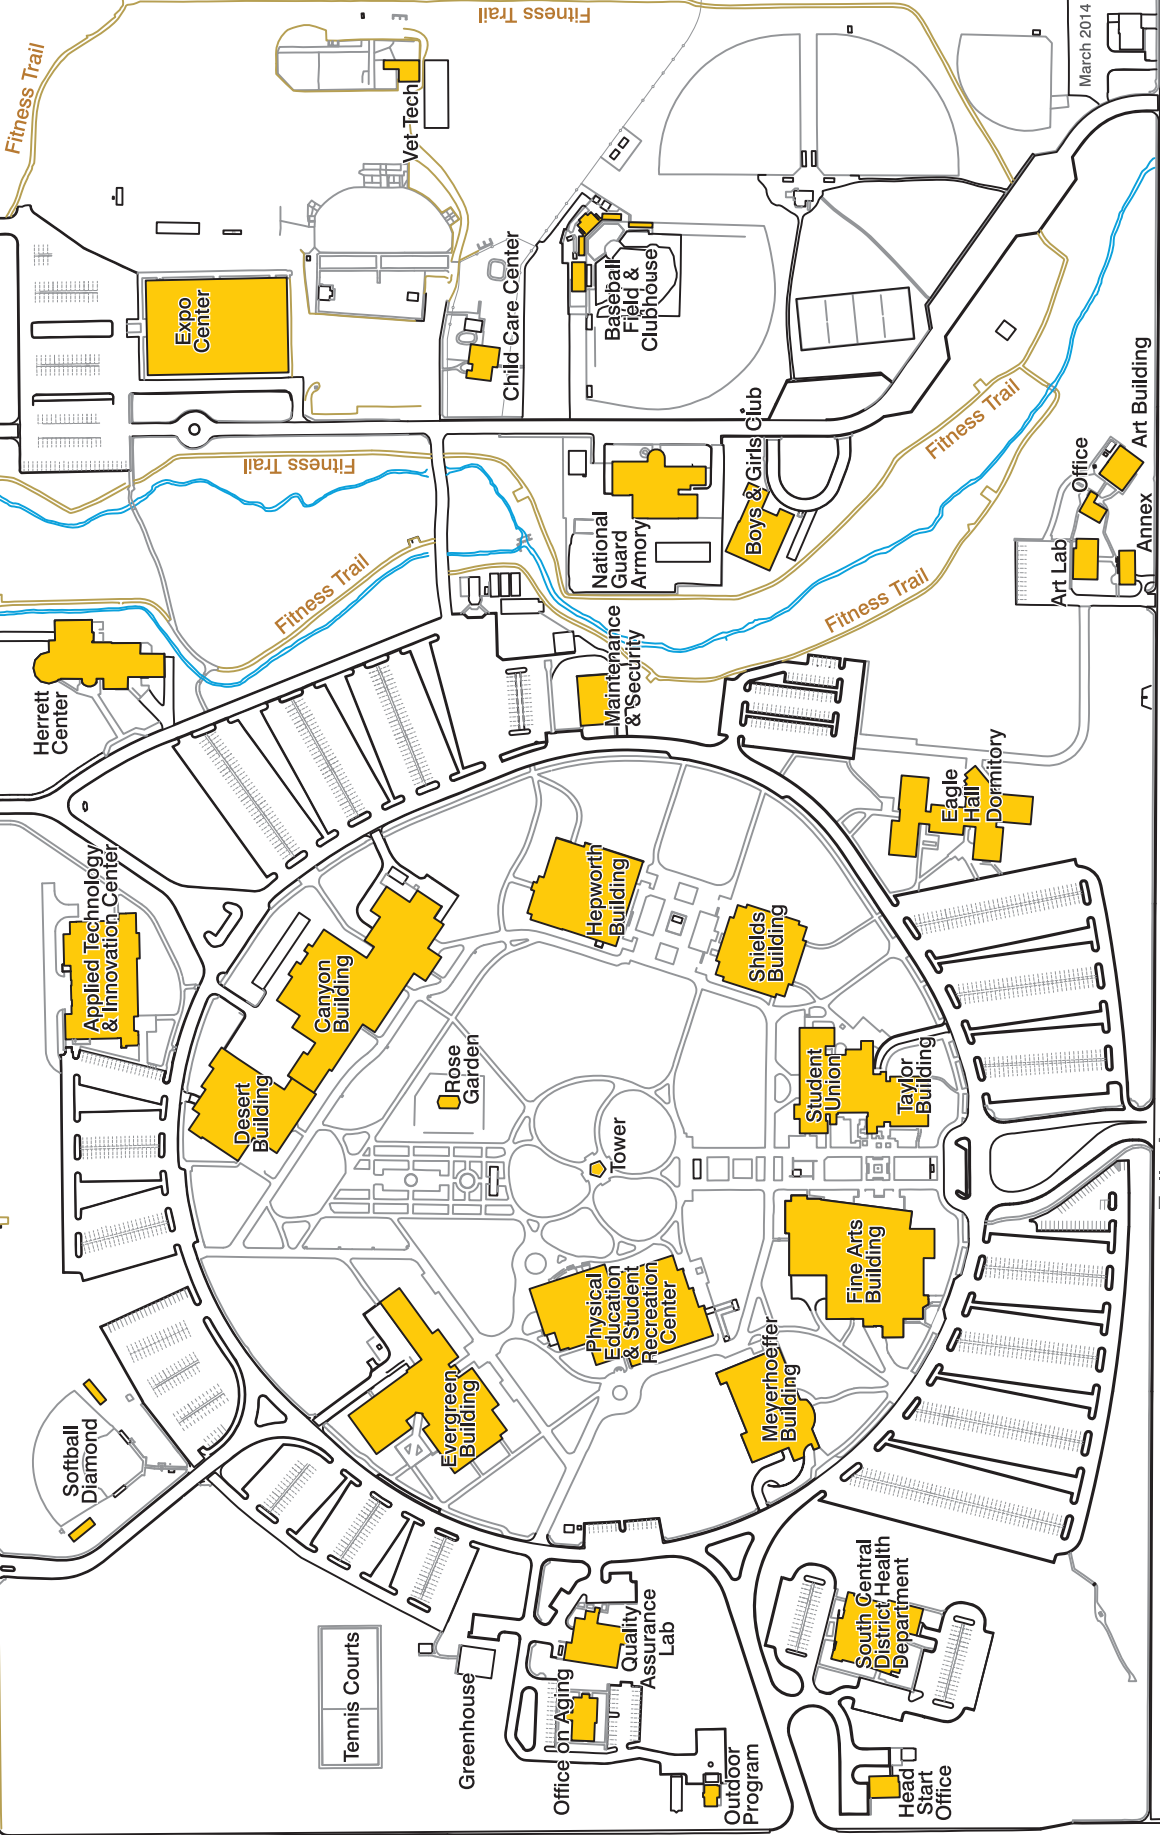 Fitness Trail
Fitness Trail
March 2014
Vet Tech
Expo
Center
Child Care Center
Baseball
Field &
Clubhouse
Fitness Trail
Fitness Trail
Boys & Girls Club
Art Building
Office
Annex
Art Lab
National
Guard
Armory
Fitness Trail
Fitness Trail
Herrett
Center
Maintenance
& Security
Eagle
Hall
Dormitory
Applied Technology
& Innovation Center
Hepworth
Building
Shields
Building
Canyon
Building
Desert
Building
Rose
Garden
Student
Union
Taylor
Building
Tower
Fine Arts
Building
Physical
Education
& Student
Recreation
Center
Meyerhoeffer
Building
Evergreen
Building
Softball
Diamond
South Central
District Health
Department
Quality
Assurance
Lab
Tennis Courts
Greenhouse
Office on Aging
Outdoor
Program
Head
Start
Office